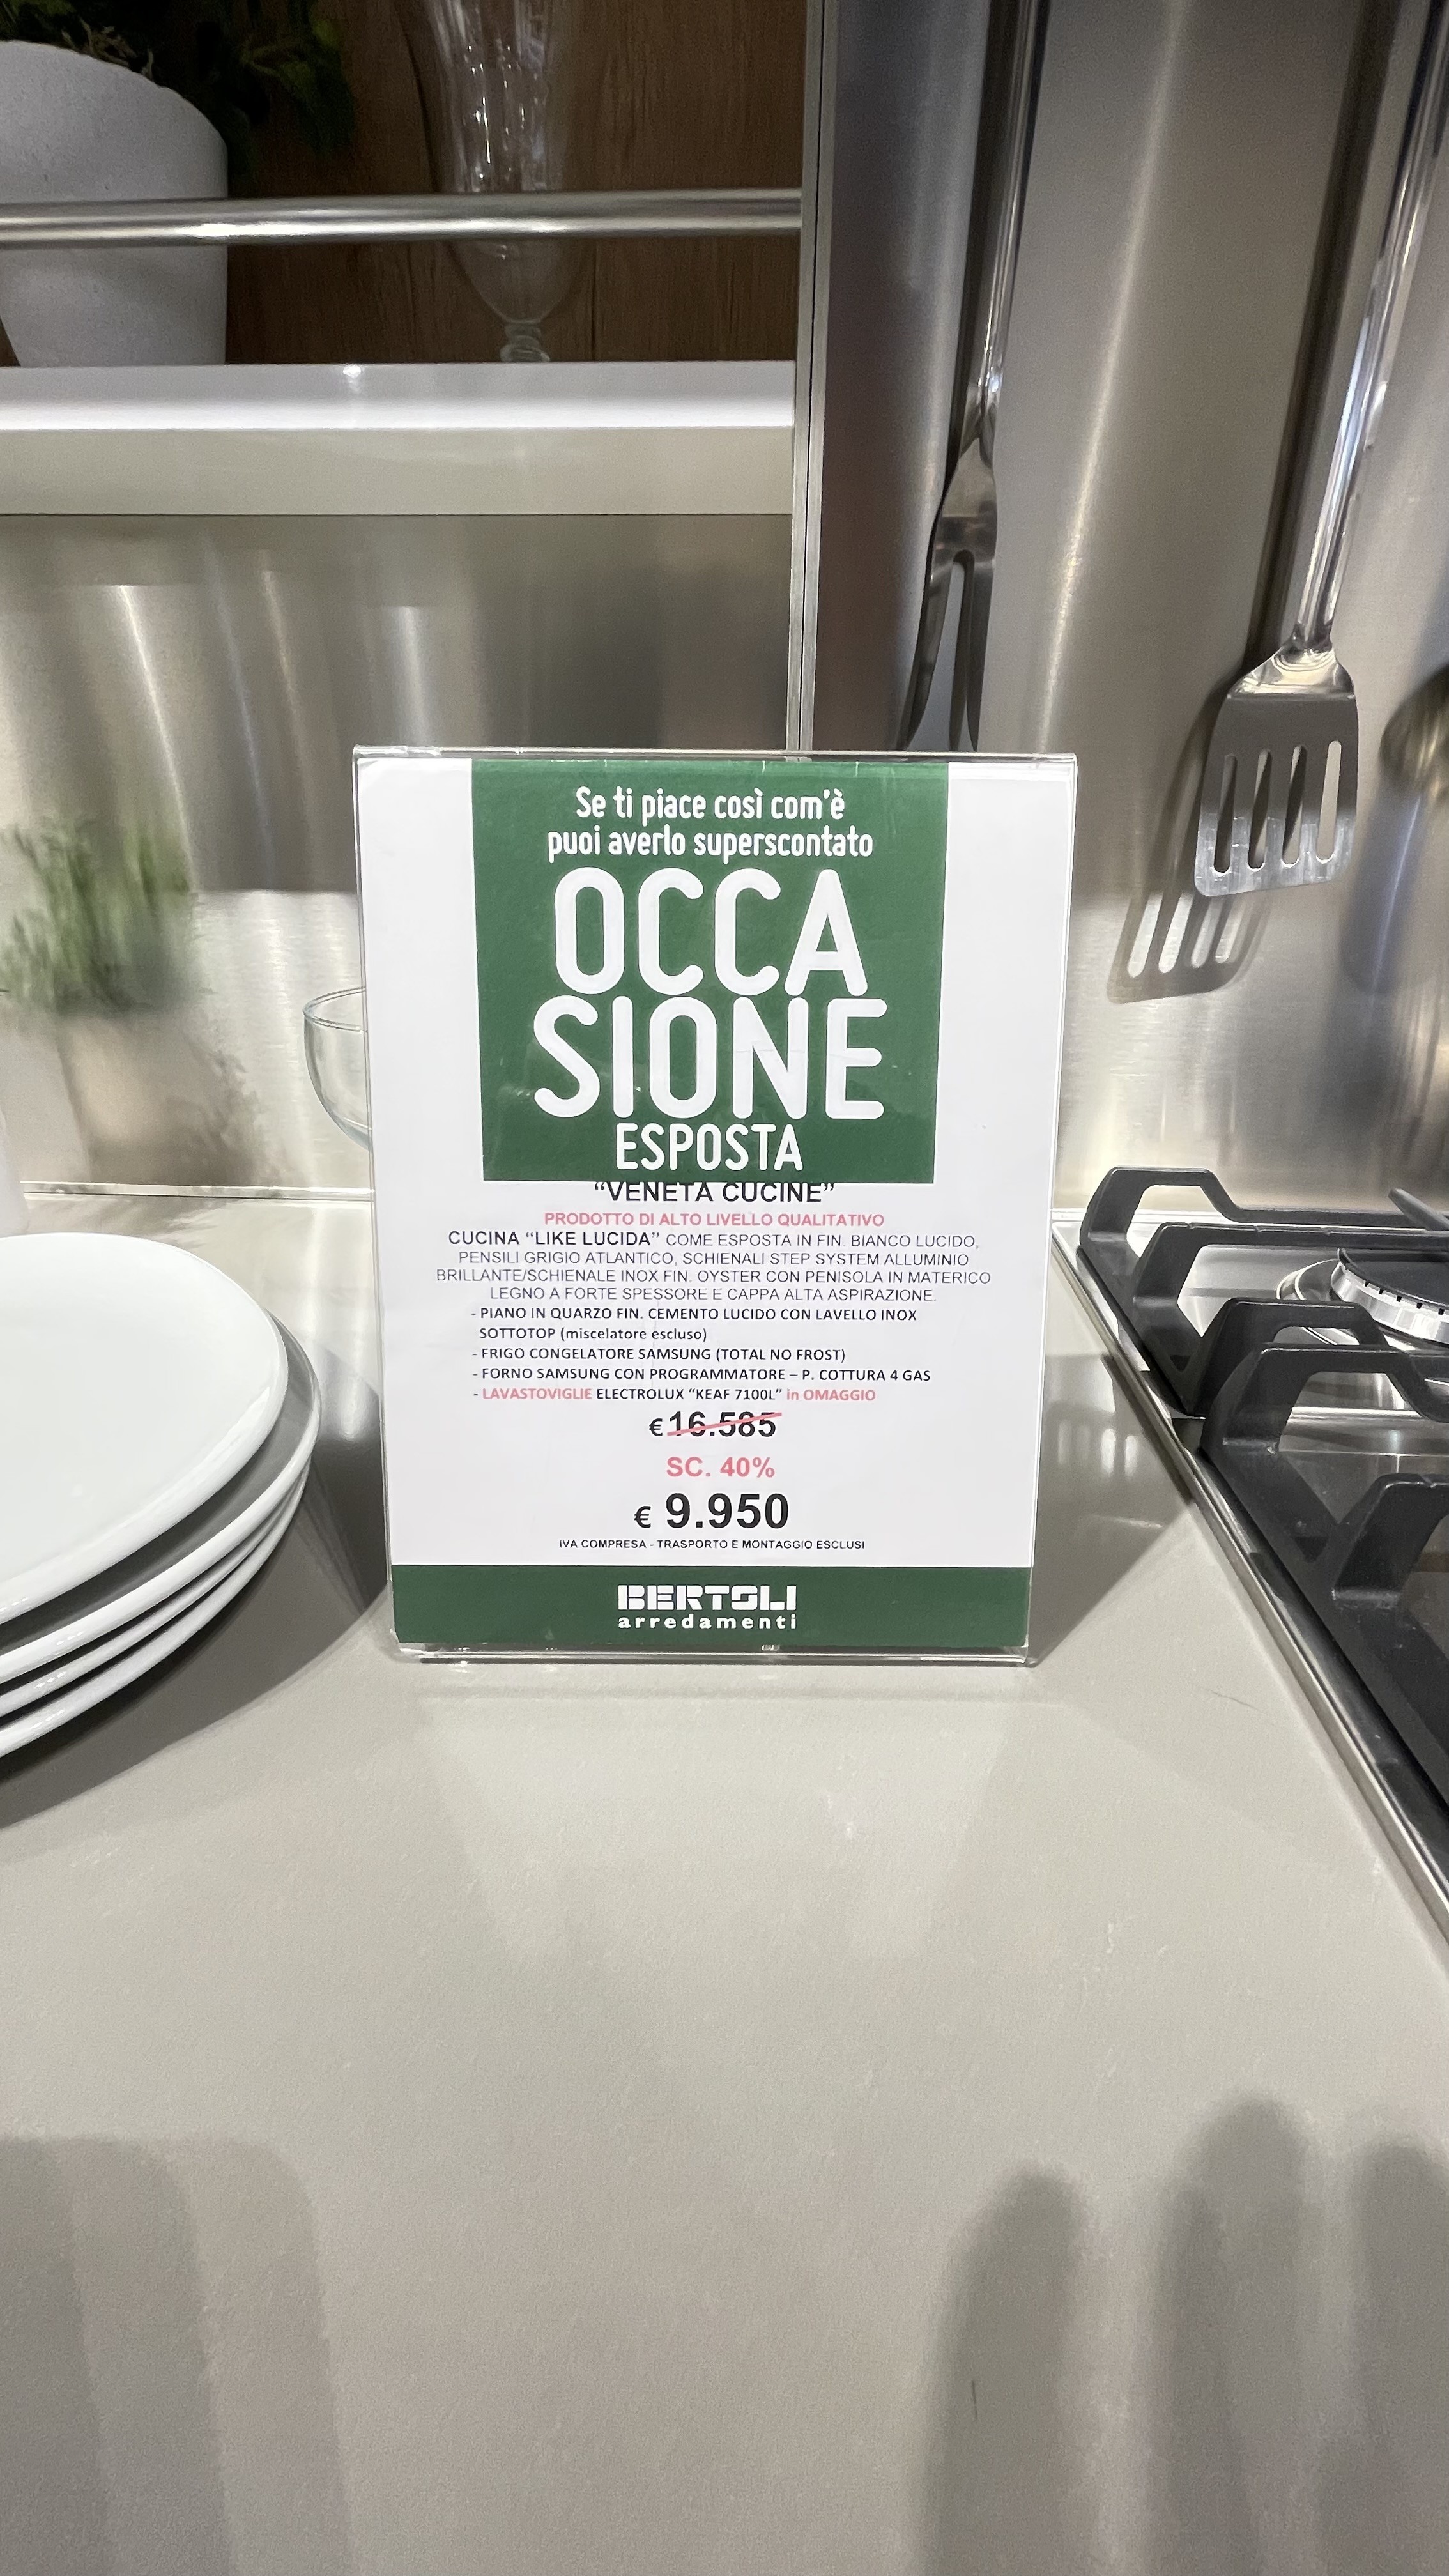 Se ti piace così com'è
puoi averlo superscontato
OCCA
SIONE
ESPOSTA
“VENETA CUCINE”
PRODOTTO DI ALTO LIVELLO QUALITATIVO
CUCINA “LIKE LUCIDA” COME ESPOSTA IN FIN. BIANCO LUCIDO,
PENSILI GRIGIO ATLANTICO, SCHIENALI STEP SYSTEM ALLUMINIO
BRILLANTE/SCHIENALE INOX FIN. OYSTER CON PENISOLA IN MATERICO
LEGNO A FORTE SPESSORE E CAPPA ALTA ASPIRAZIONE.
- PIANO IN QUARZO FIN. CEMENTO LUCIDO CON LAVELLO INOX
SOTTOTOP (miscelatore escluso)
- FRIGO CONGELATORE SAMSUNG (TOTAL NO FROST)
- FORNO SAMSUNG CON PROGRAMMATORE – P. COTTURA 4 GAS
- LAVASTOVIGLIE ELECTROLUX “KEAF 7100L” in OMAGGIO
€ 16.585
SC. 40%
€ 9.950
IVA COMPRESA - TRASPORTO E MONTAGGIO ESCLUSI
BERTOLI
arredamenti